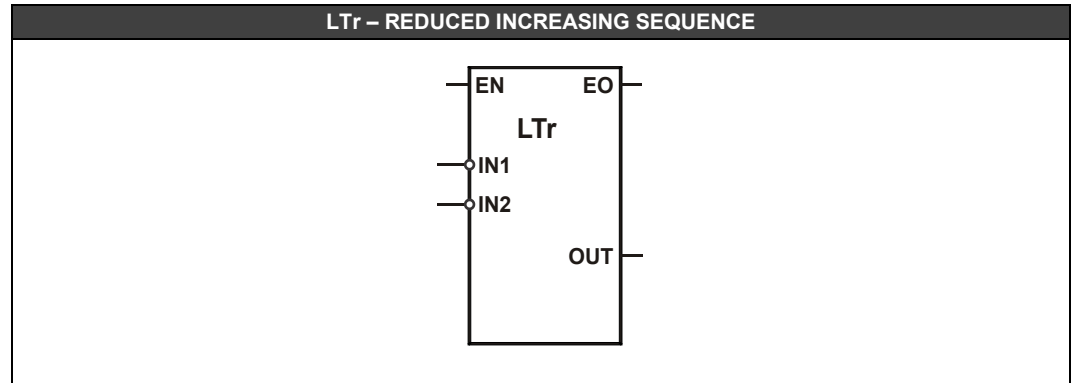 LTr – REDUCED INCREASING SEQUENCE
EN EO
LTr
IN1
IN2
OUT